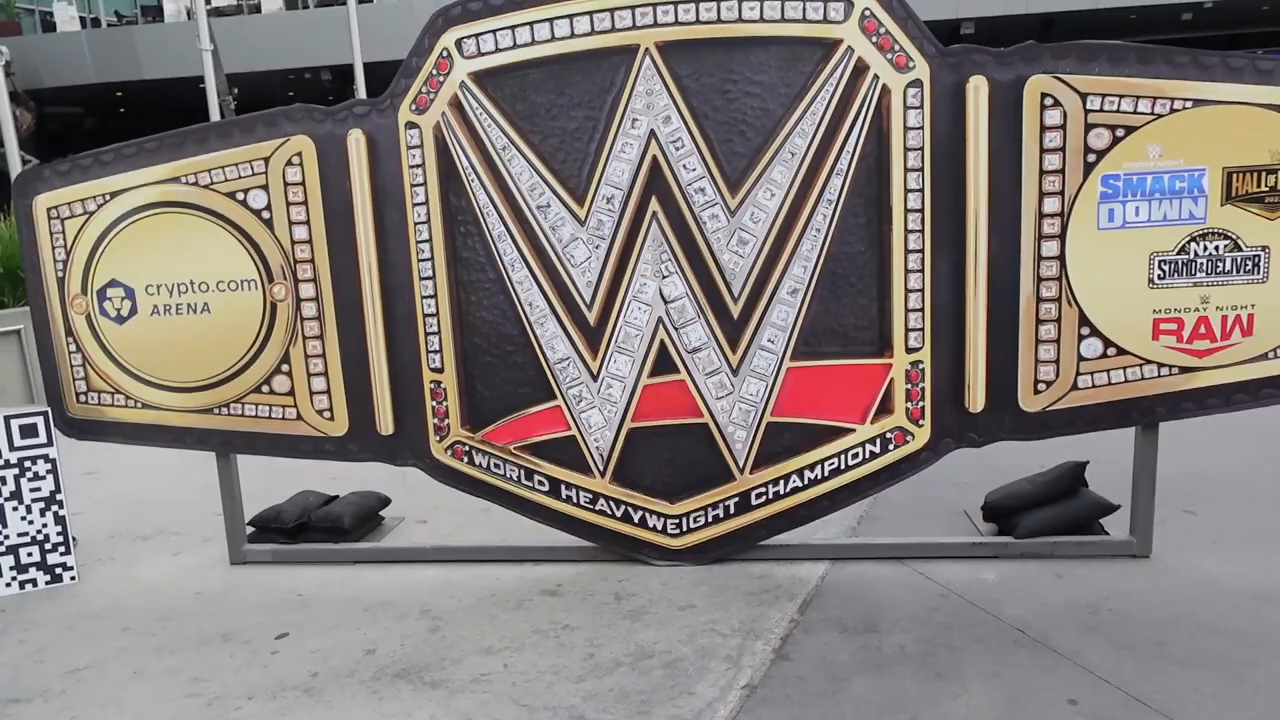 crypto.com
ARENA
W
WORLD HEAVYWEIGHT CHAMPION
SMACK
DOWN
HALL OF
NXT
STAND & DELIVER
MONDAY NIGHT
RAW